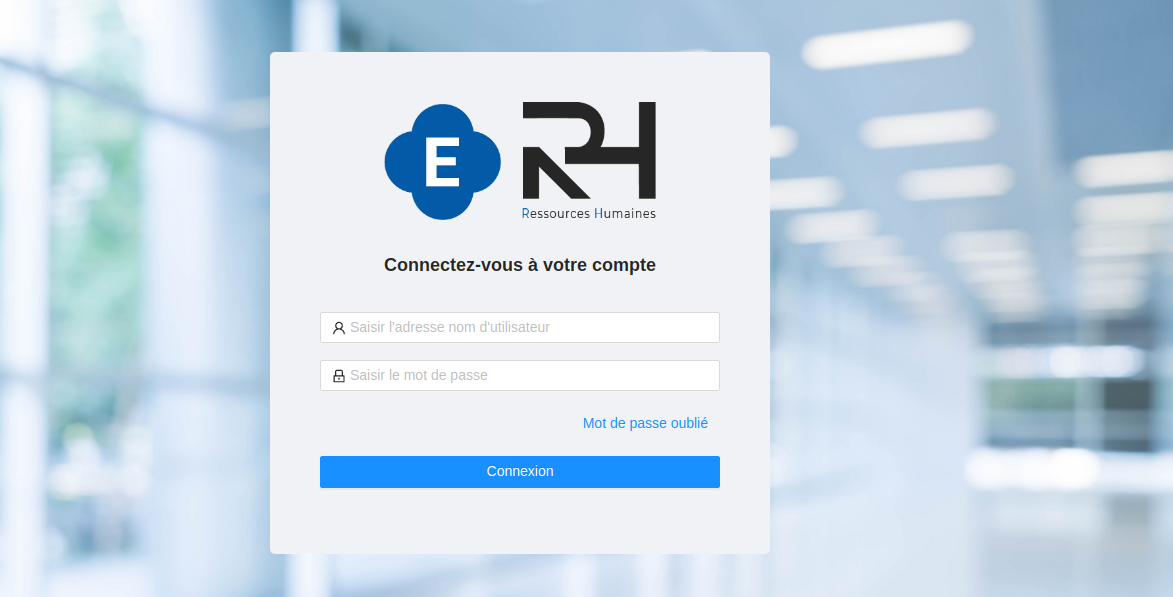 E RH
Ressources Humaines
Connectez-vous à votre compte
Saisir l'adresse nom d'utilisateur
Saisir le mot de passe
Mot de passe oublié
Connexion